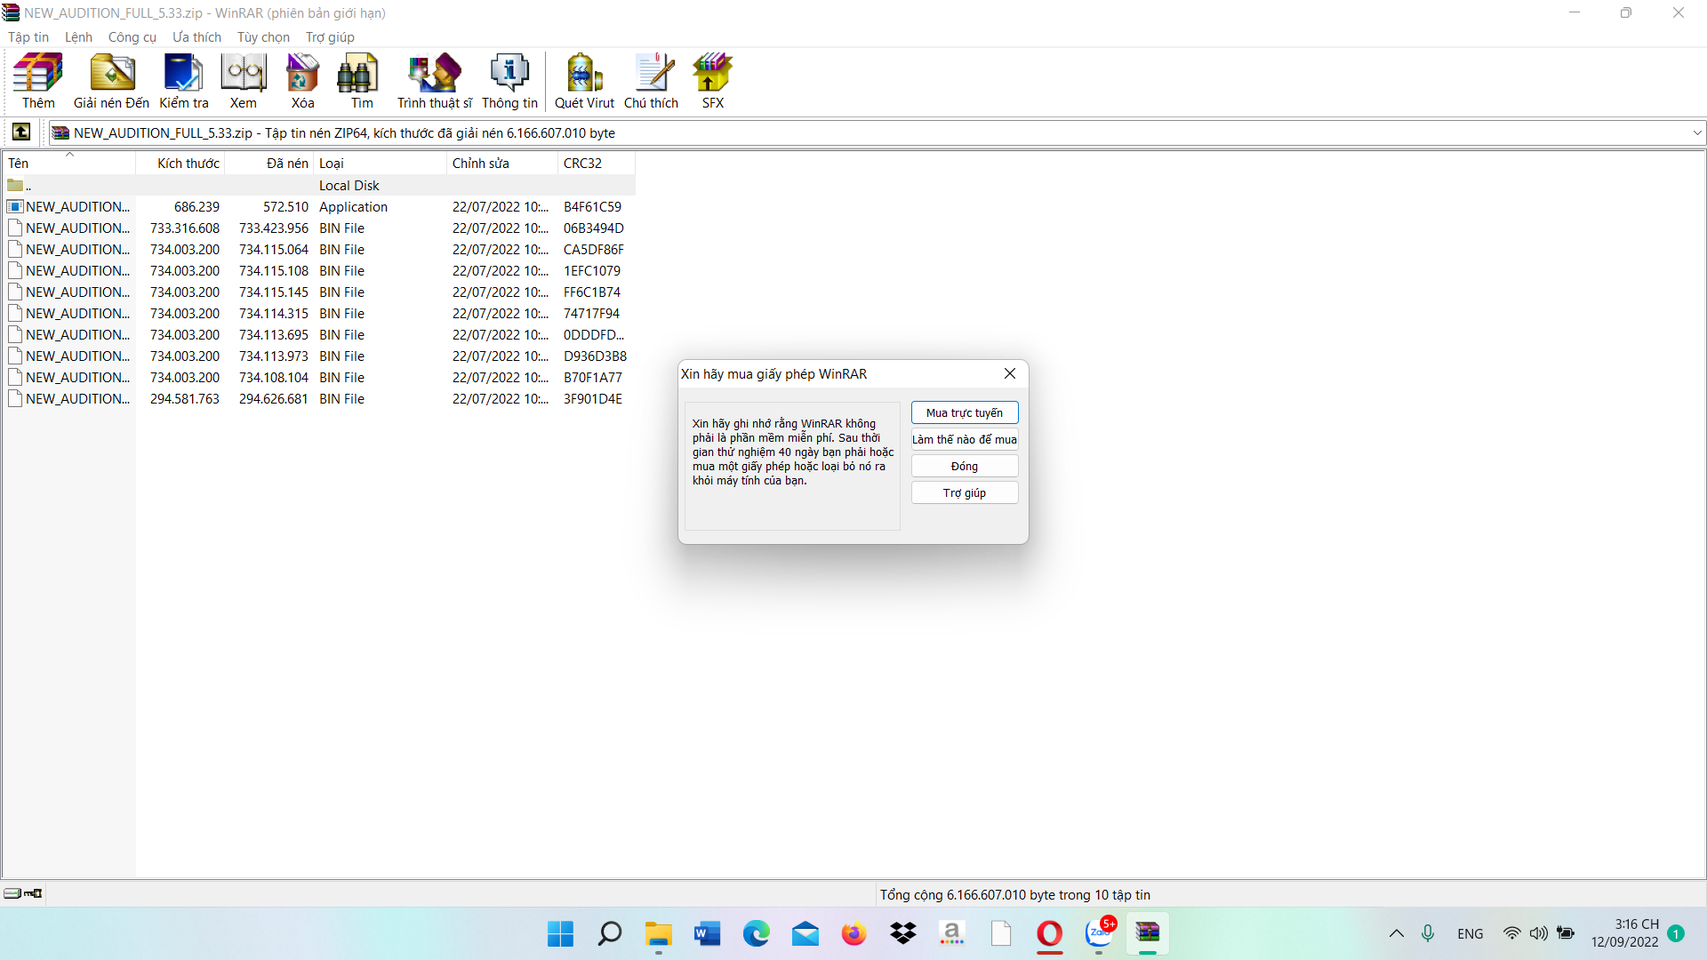 NEW_AUDITION_FULL_5.33.zip - WinRAR (phiên bản giới hạn)
Tập tin Lệnh Công cụ Ưa thích Tùy chọn Trợ giúp
Thêm Giải nén Đến Kiểm tra Xem Xóa Tìm Trình thuật sĩ Thông tin Quét Virut Chú thích SFX
NEW_AUDITION_FULL_5.33.zip - Tập tin nén ZIP64, kích thước đã giải nén 6.166.607.010 byte
Tên Kích thước Đã nén Loại Chỉnh sửa CRC32
.. Local Disk
NEW_AUDITION... 686.239 572.510 Application 22/07/2022 10:... B4F61C59
NEW_AUDITION... 733.316.608 733.423.956 BIN File 22/07/2022 10:... 06B3494D
NEW_AUDITION... 734.003.200 734.115.064 BIN File 22/07/2022 10:... CA5DF86F
NEW_AUDITION... 734.003.200 734.115.108 BIN File 22/07/2022 10:... 1EFC1079
NEW_AUDITION... 734.003.200 734.115.145 BIN File 22/07/2022 10:... FF6C1B74
NEW_AUDITION... 734.003.200 734.114.315 BIN File 22/07/2022 10:... 74717F94
NEW_AUDITION... 734.003.200 734.113.695 BIN File 22/07/2022 10:... 0DDDFD...
NEW_AUDITION... 734.003.200 734.113.973 BIN File 22/07/2022 10:... D936D3B8
NEW_AUDITION... 734.003.200 734.108.104 BIN File 22/07/2022 10:... B70F1A77
NEW_AUDITION... 294.581.763 294.626.681 BIN File 22/07/2022 10:... 3F901D4E
Xin hãy mua giấy phép WinRAR
Xin hãy ghi nhớ rằng WinRAR không
phải là phần mềm miễn phí. Sau thời
gian thử nghiệm 40 ngày bạn phải hoặc
mua một giấy phép hoặc loại bỏ nó ra
khỏi máy tính của bạn.
Mua trực tuyến
Làm thế nào để mua
Đóng
Trợ giúp
Tổng cộng 6.166.607.010 byte trong 10 tập tin
W
a
Zalo
5+
ENG
3:16 CH
12/09/2022
1